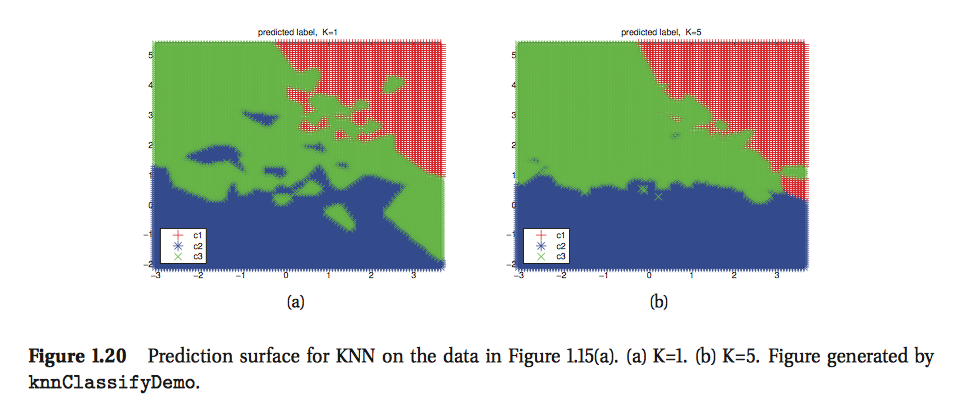 predicted label, K=1
5
4
3
2
1
0
−1
−2
−3 −2 −1 0 1 2 3
c1
c2
c3
(a)
predicted label, K=5
5
4
3
2
1
0
−1
−2
−3 −2 −1 0 1 2 3
c1
c2
c3
(b)
Figure 1.20 Prediction surface for KNN on the data in Figure 1.15(a). (a) K=1. (b) K=5. Figure generated by
knnClassifyDemo.